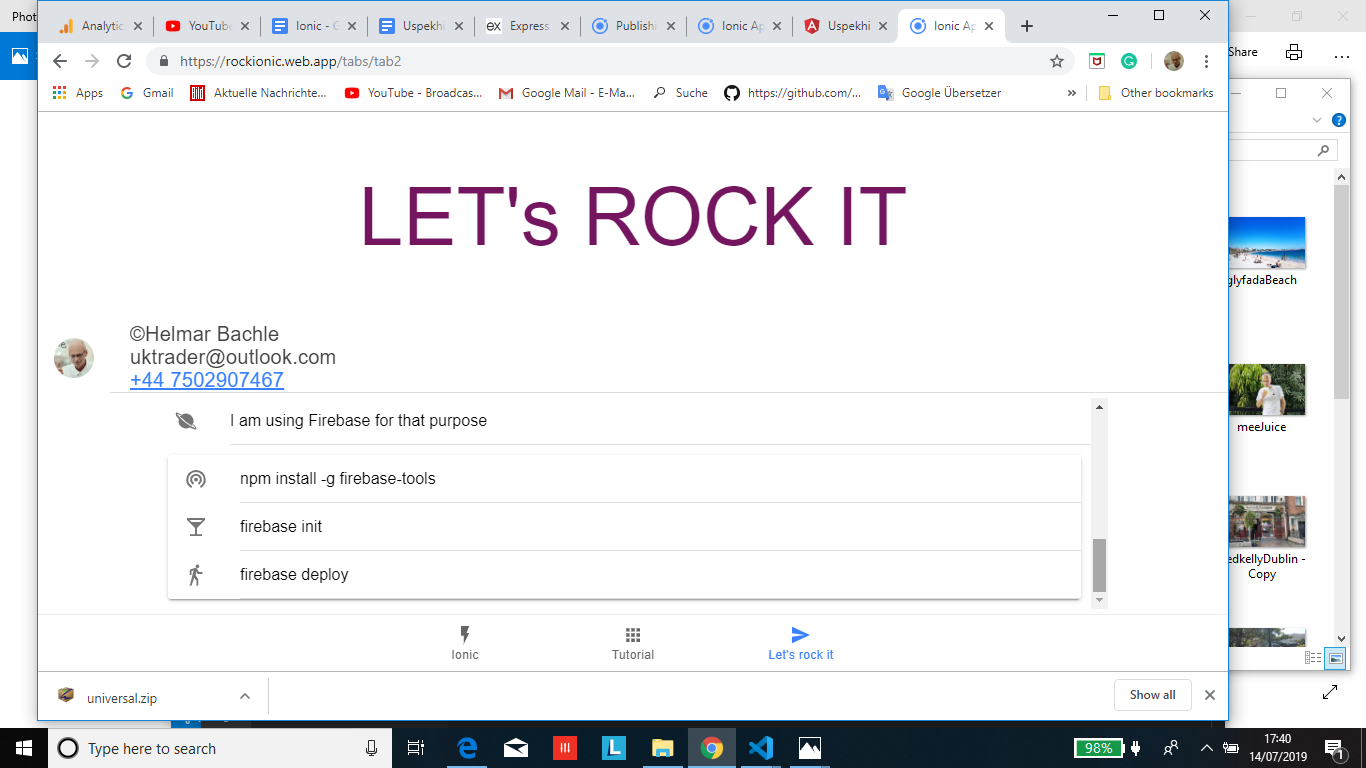 Phot
Analytic
YouTube
Ionic - G
Uspekhi
Express
Publishi
Ionic Ap
Uspekhi
Ionic Ap
https://rockionic.web.app/tabs/tab2
Share
Apps
Gmail
Aktuelle Nachrichte...
YouTube - Broadcas...
Google Mail - E-Ma...
Suche
https://github.com/...
Google Übersetzer
»
Other bookmarks
LET's ROCK IT
©Helmar Bachle
uktrader@outlook.com
+44 7502907467
I am using Firebase for that purpose
npm install -g firebase-tools
firebase init
firebase deploy
Ionic
Tutorial
Let's rock it
glyfadaBeach
meeJuice
edkellyDublin -
Copy
universal.zip
Show all
Type here to search
98%
17:40
14/07/2019
1